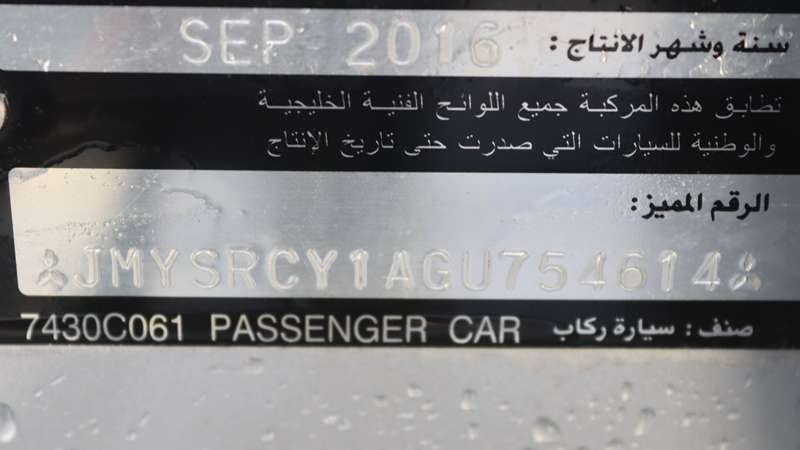 سنة وشهر الانتاج: SEP 2016
تطابق هذه المركبة جميع اللوائح الفنية الخليجية
والوطنية للسيارات التي صدرت حتى تاريخ الإنتاج
الرقم المميز:
JMYSRCY1AGU754614
7430C061 PASSENGER CAR صنف: سيارة ركاب